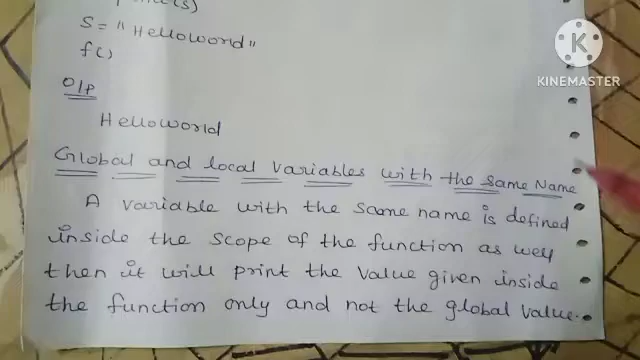 S = "Helloworld"
f()
O/P
Helloworld
Global and local variables with the same Name
A variable with the same name is defined
inside the scope of the function as well
then it will print the value given inside
the function only and not the global value.
K
KINEMASTER